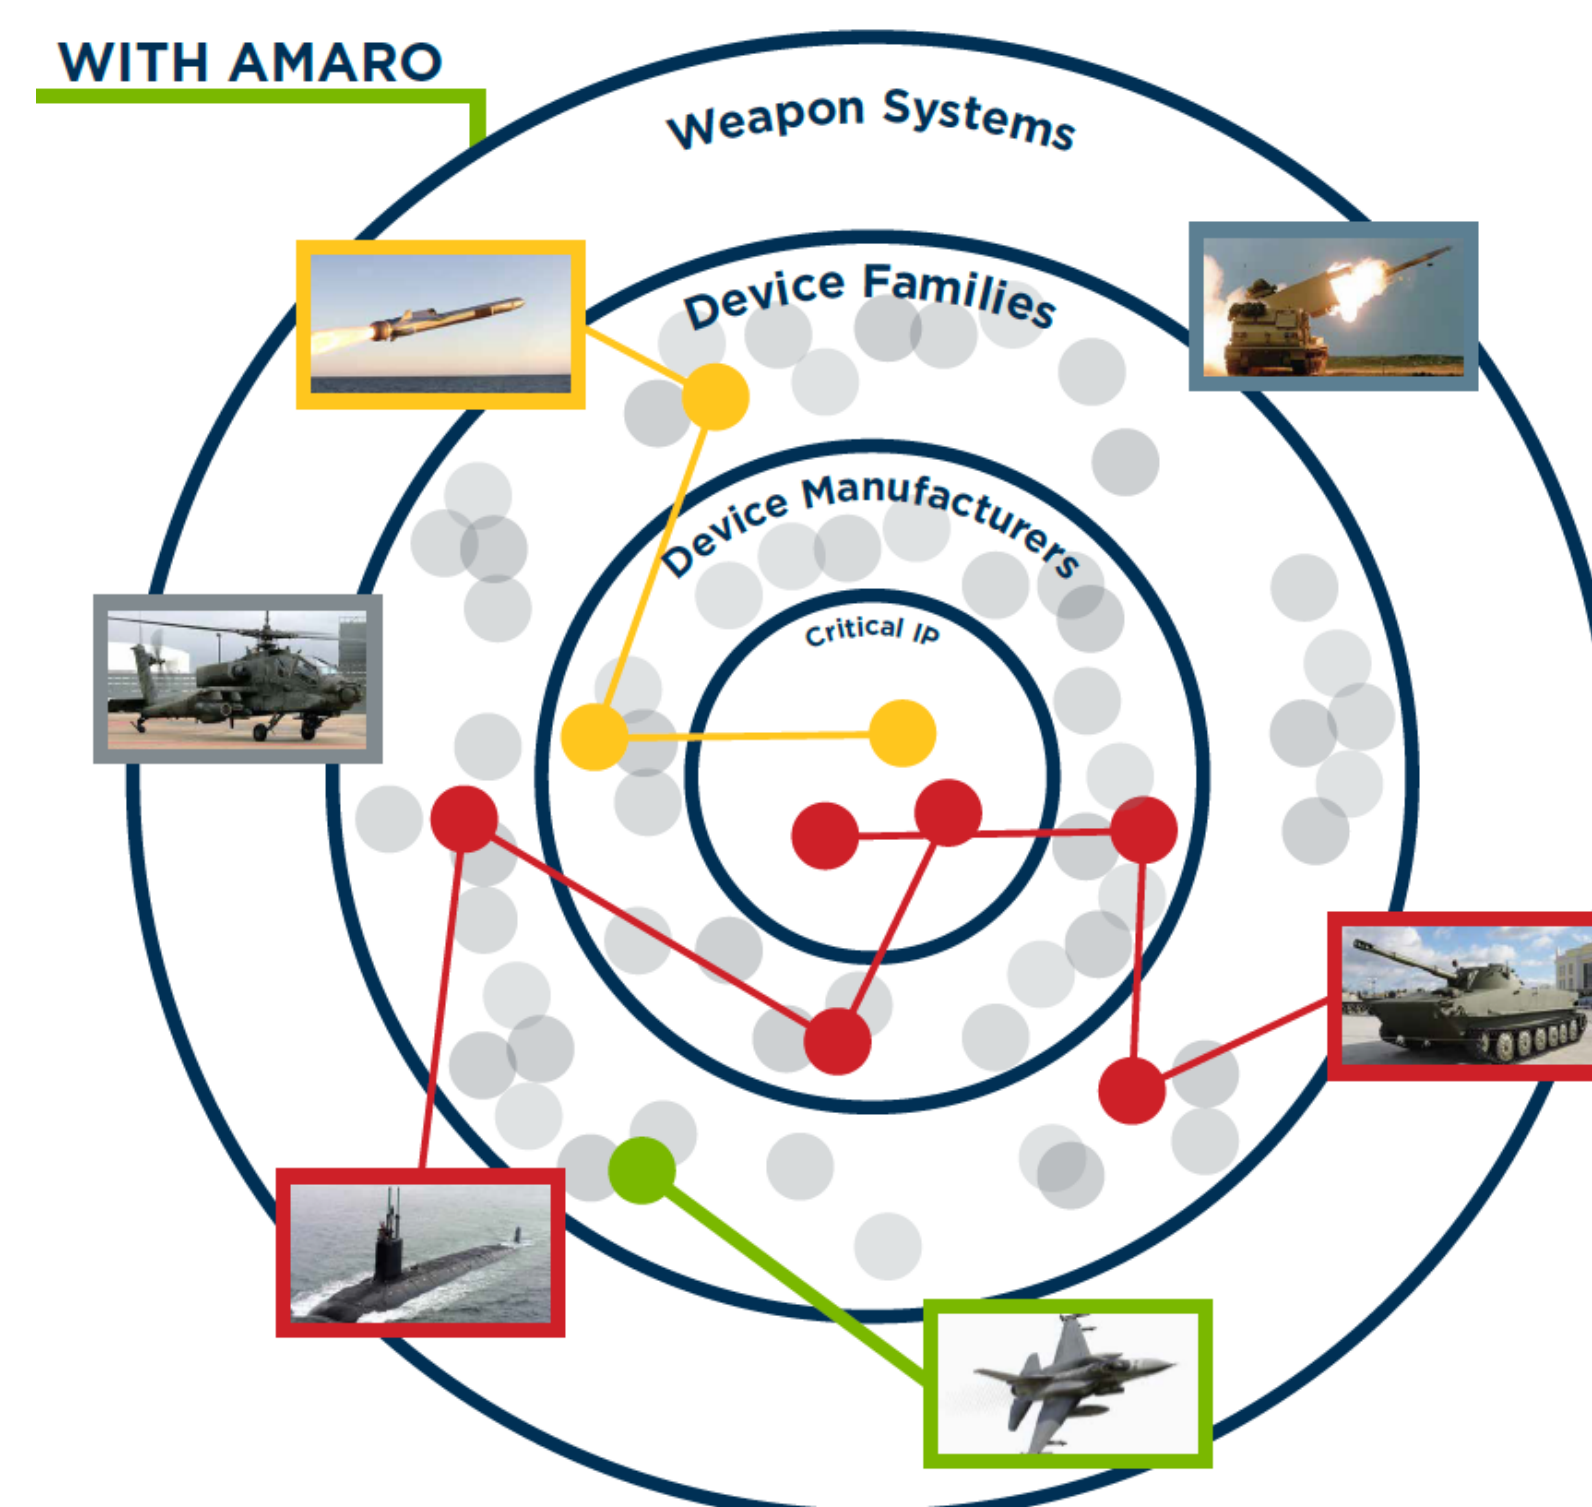 WITH AMARO
Weapon Systems
Device Families
Device Manufacturers
Critical IP